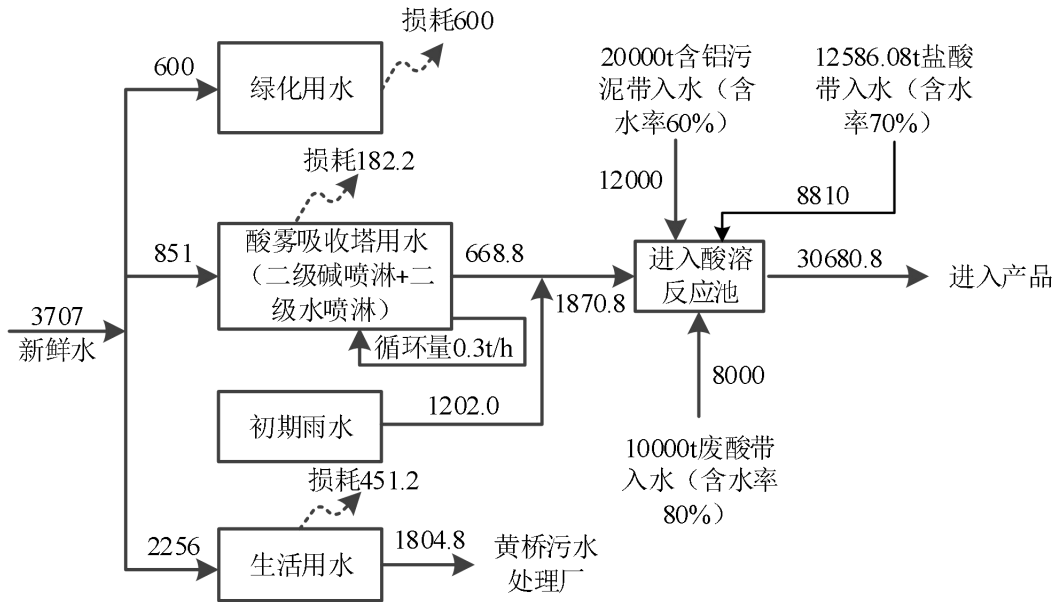 损耗600
600
绿化用水
20000t含铝污
泥带入水（含
水率60%）
12586.08t盐酸
带入水（含水
率70%）
损耗182.2
12000
8810
851
酸雾吸收塔用水
（二级碱喷淋+二
级水喷淋）
668.8
1870.8
进入酸溶
反应池
30680.8
进入产品
3707
新鲜水
循环量0.3t/h
8000
初期雨水
1202.0
10000t废酸带
入水（含水率
80%）
损耗451.2
2256
生活用水
1804.8
黄桥污水
处理厂